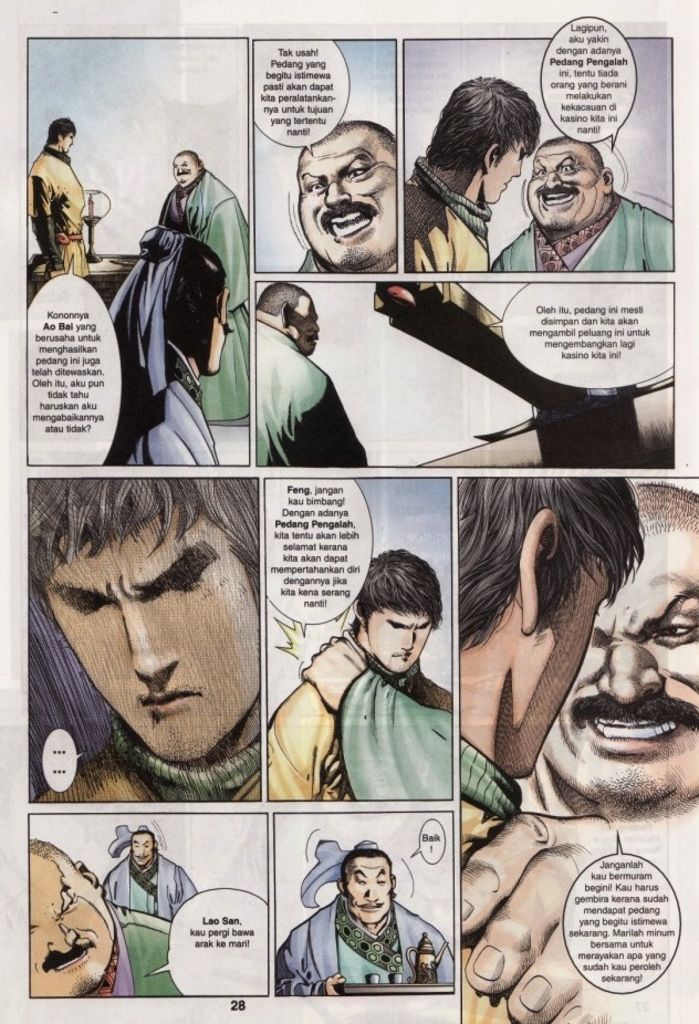 Kononnya
Ao Bai yang
berusaha untuk
menghasilkan
pedang ini juga
telah ditewaskan.
Oleh itu, aku pun
tidak tahu
haruskan aku
mengabaikannya
atau tidak?
Tak usah!
Pedang yang
begitu istimewa
pasti akan dapat
kita peralatankan-
nya untuk tujuan
yang tertentu
nanti!
Lagipun,
aku yakin
dengan adanya
Pedang Pengalah
ini, tentu tiada
orang yang berani
melakukan
kekacauan di
kasino kita ini
nanti!
Oleh itu, pedang ini mesti
disimpan dan kita akan
mengambil peluang ini untuk
mengembangkan lagi
kasino kita ini!
...
...
Feng, jangan
kau bimbang!
Dengan adanya
Pedang Pengalah,
kita tentu akan lebih
selamat kerana
kita akan dapat
mempertahankan diri
dengannya jika
kita kena serang
nanti!
Janganlah
kau bermuram
begini! Kau harus
gembira kerana sudah
mendapat pedang
yang begitu istimewa
sekarang. Marilah minum
bersama untuk
merayakan apa yang
sudah kau peroleh
sekarang!
Lao San,
kau pergi bawa
arak ke mari!
Baik
!
28